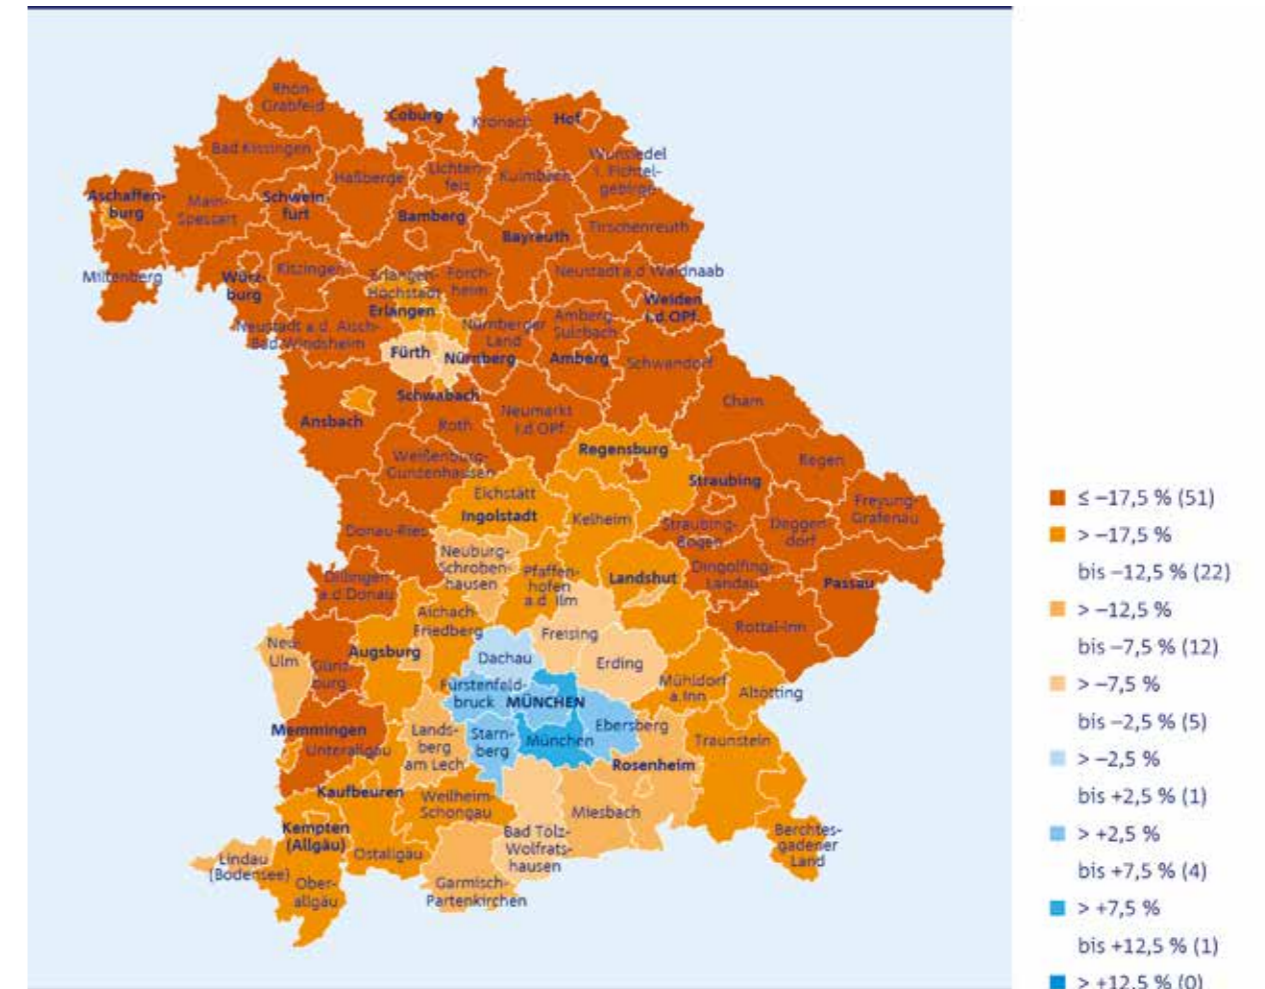 Rhön-
Grabfeld
Coburg
Kronach
Hof
Bad Kissingen
Wunsiedel
i. Fichtel-
gebirge
Haßberge
Lichten-
fels
Kulmbach
Aschaffen-
burg
Main-
Spessart
Schwein-
furt
Bamberg
Bayreuth
Tirschenreuth
Miltenberg
Würz-
burg
Kitzingen
Erlangen-
Höchstadt
Forch-
heim
Neustadt a.d.Waldnaab
Erlangen
Weiden
i.d.OPf.
Neustadt a.d. Aisch-
Bad Windsheim
Nürnberger
Land
Amberg-
Sulzbach
Fürth
Nürnberg
Amberg
Schwandorf
Schwabach
Ansbach
Roth
Neumarkt
i.d.OPf.
Cham
Weißenburg-
Gunzenhausen
Regensburg
Regen
Straubing
Eichstätt
Ingolstadt
Kelheim
Freyung-
Grafenau
Donau-Ries
Straubing-
Bogen
Deggen-
dorf
Neuburg-
Schroben-
hausen
Pfaffen-
hofen
a.d. Ilm
Landshut
Dingolfing-
Landau
Passau
Dillingen
a.d.Donau
Aichach-
Friedberg
Freising
Rottal-Inn
Neu-
Ulm
Günz-
burg
Augsburg
Dachau
Erding
Fürstenfeld-
bruck
MÜNCHEN
Mühldorf
a.Inn
Altötting
Memmingen
Unterallgäu
Lands-
berg
am Lech
Starn-
berg
München
Ebersberg
Traunstein
Rosenheim
Kaufbeuren
Weilheim-
Schongau
Miesbach
Kempten
(Allgäu)
Ostallgäu
Bad Tölz-
Wolfrats-
hausen
Berchtes-
gadener
Land
Lindau
(Bodensee)
Ober-
allgäu
Garmisch-
Partenkirchen
≤ –17,5 % (51)
> –17,5 %
bis –12,5 % (22)
> –12,5 %
bis –7,5 % (12)
> –7,5 %
bis –2,5 % (5)
> –2,5 %
bis +2,5 % (1)
> +2,5 %
bis +7,5 % (4)
> +7,5 %
bis +12,5 % (1)
> +12,5 % (0)